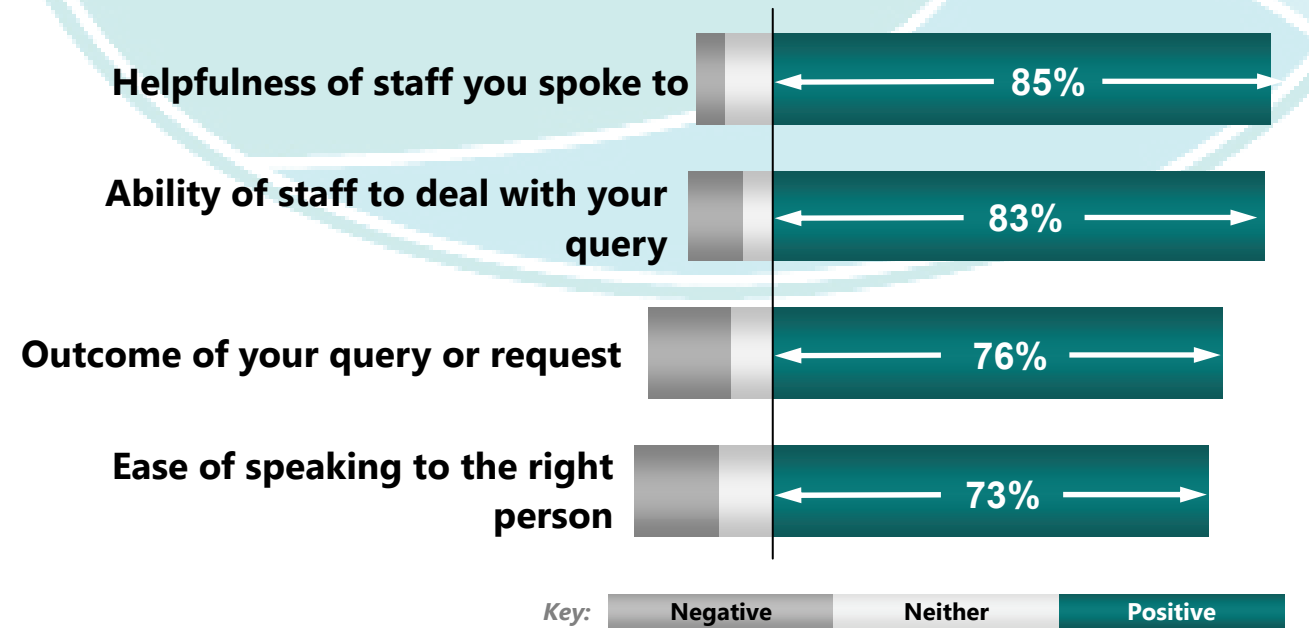 Helpfulness of staff you spoke to
85%
Ability of staff to deal with your
query
83%
Outcome of your query or request
76%
Ease of speaking to the right
person
73%
Key: Negative Neither Positive